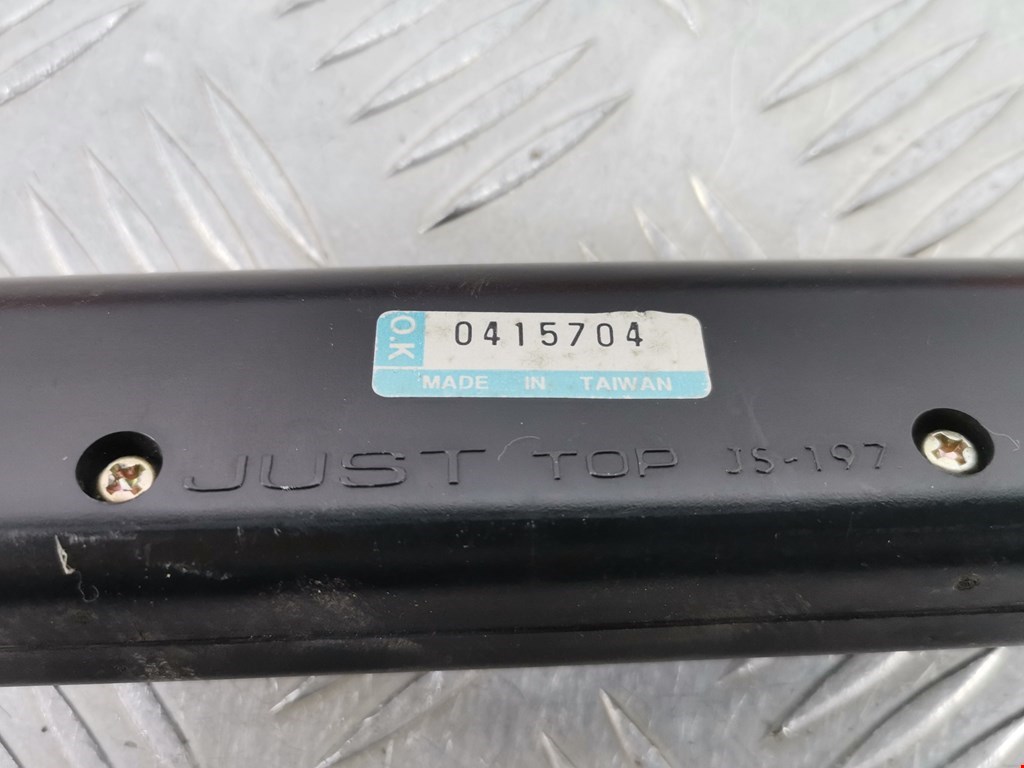 O.K 0415704
MADE IN TAIWAN
JUST TOP JS-197